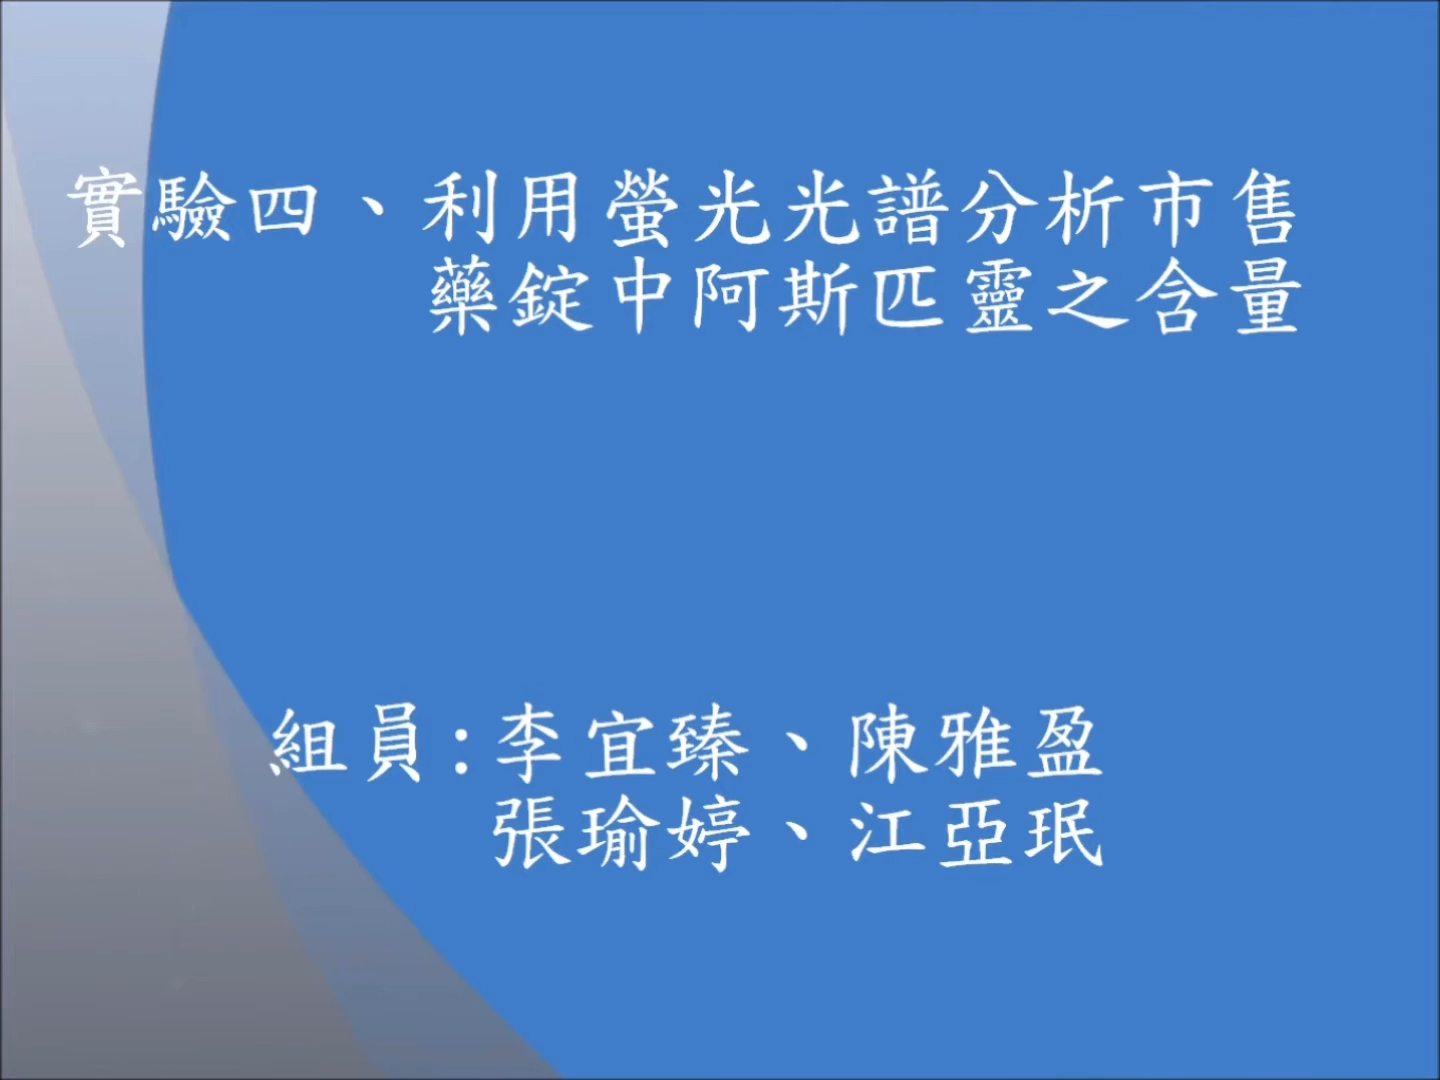 實驗四、利用螢光光譜分析市售
藥錠中阿斯匹靈之含量
組員:李宜臻、陳雅盈
張瑜婷、江亞珉